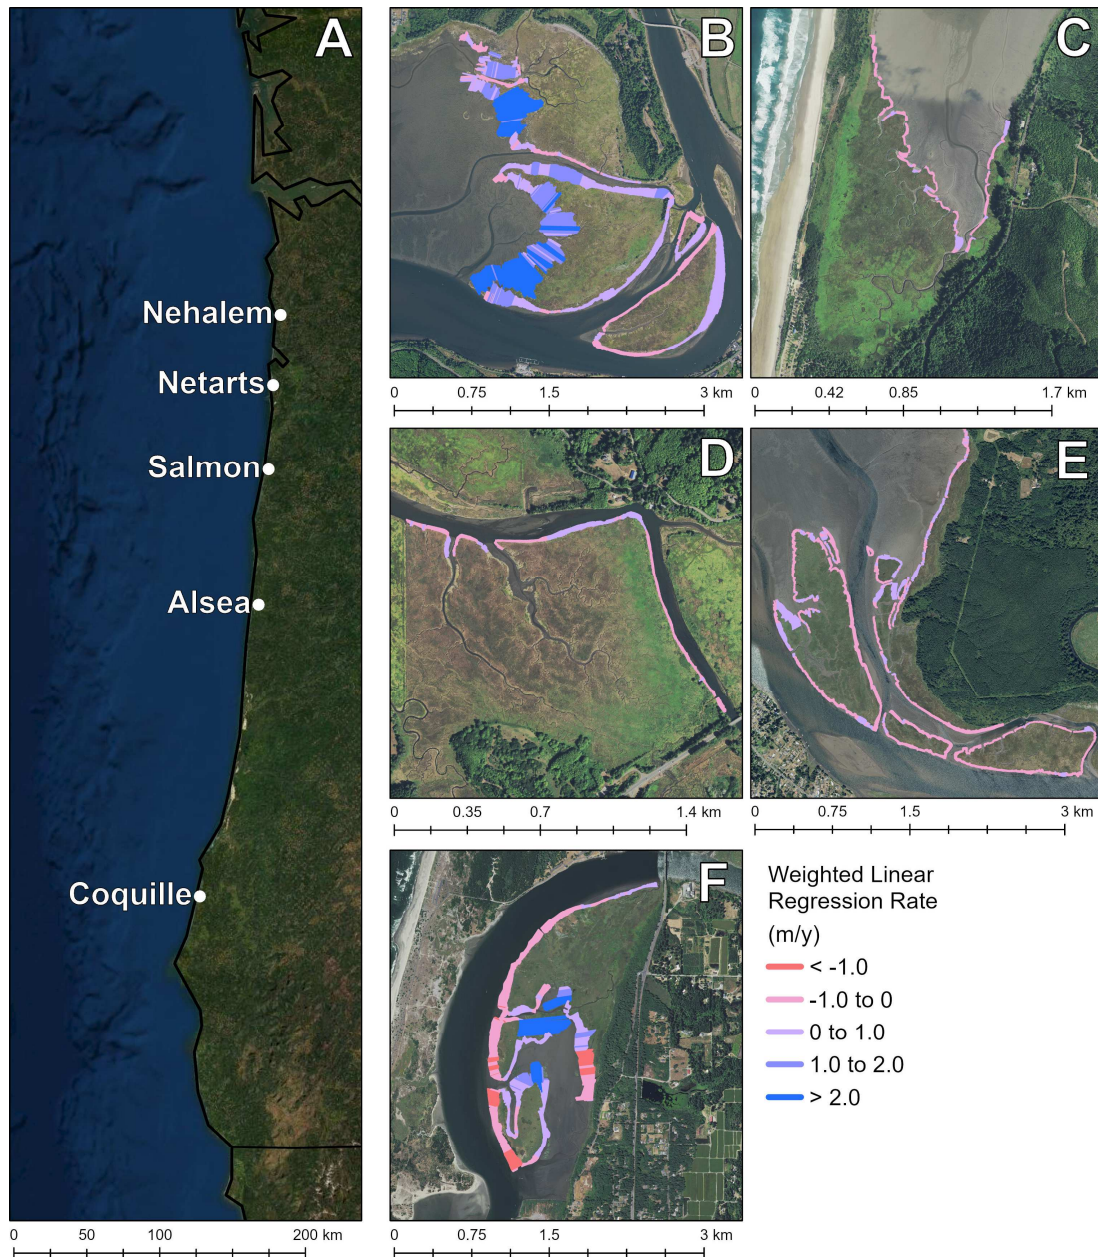 A
Nehalem
Netarts
Salmon
Alsea
Coquille
0 50 100 200 km
B
0 0.75 1.5 3 km
C
0 0.42 0.85 1.7 km
D
0 0.35 0.7 1.4 km
E
0 0.75 1.5 3 km
F
0 0.75 1.5 3 km
Weighted Linear
Regression Rate
(m/y)
< -1.0
-1.0 to 0
0 to 1.0
1.0 to 2.0
> 2.0